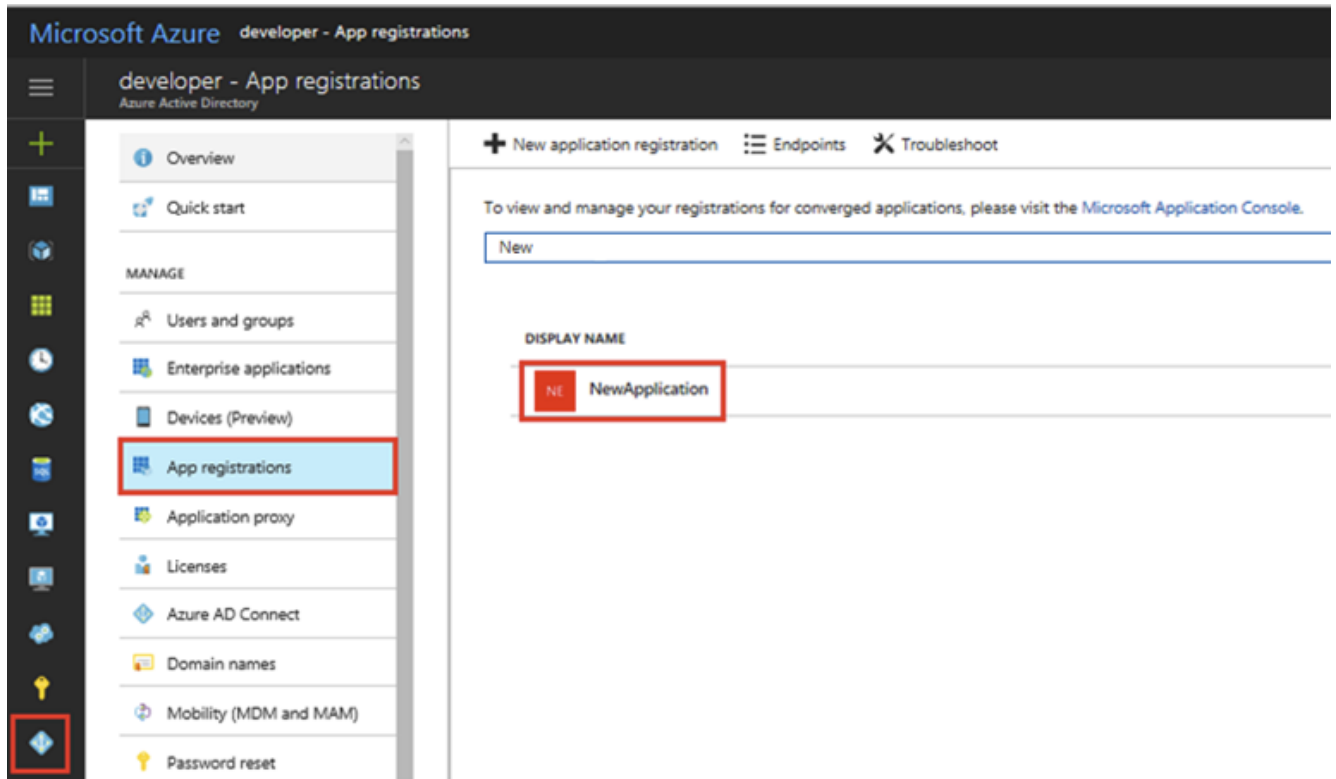 Microsoft Azure developer - App registrations
developer - App registrations
Azure Active Directory
Overview
Quick start
MANAGE
Users and groups
Enterprise applications
Devices (Preview)
App registrations
Application proxy
Licenses
Azure AD Connect
Domain names
Mobility (MDM and MAM)
Password reset
New application registration Endpoints Troubleshoot
To view and manage your registrations for converged applications, please visit the Microsoft Application Console.
New
DISPLAY NAME
NE NewApplication
SQL